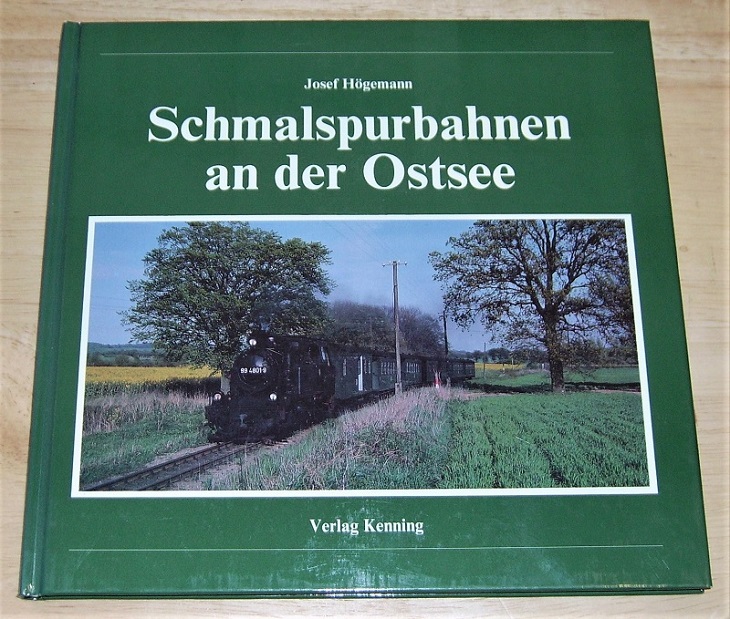 Josef Högemann
Schmalspurbahnen
an der Ostsee
99 4801-9
Verlag Kenning